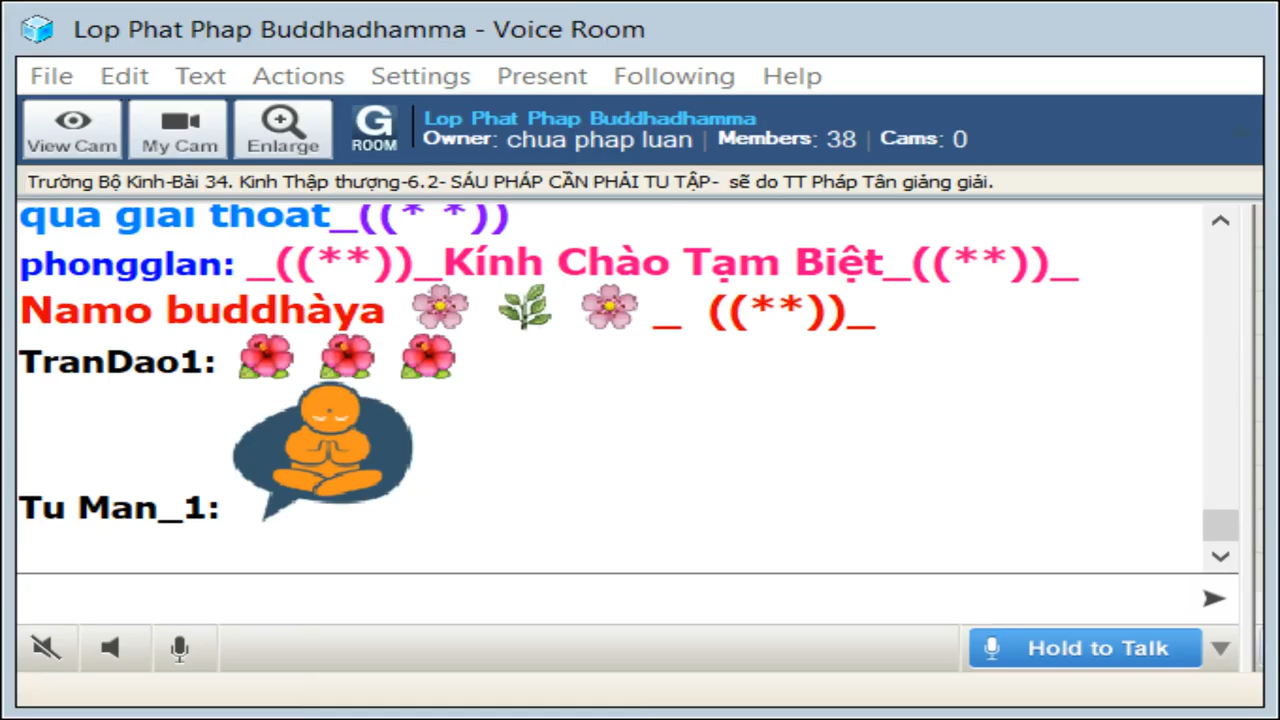 Lop Phat Phap Buddhadhamma - Voice Room
File Edit Text Actions Settings Present Following Help
View Cam My Cam Enlarge G ROOM
Lop Phat Phap Buddhadhamma
Owner: chua phap luan | Members: 38 | Cams: 0
Trường Bộ Kinh-Bài 34. Kinh Thập thượng-6.2- SÁU PHÁP CẦN PHẢI TU TẬP- sẽ do TT Pháp Tân giảng giải.
qua giai thoat_((* *))
phongglan: _((**))_Kính Chào Tạm Biệt_((**))_
Namo buddhàya _ ((**))_
TranDao1:
Tu Man_1:
Hold to Talk